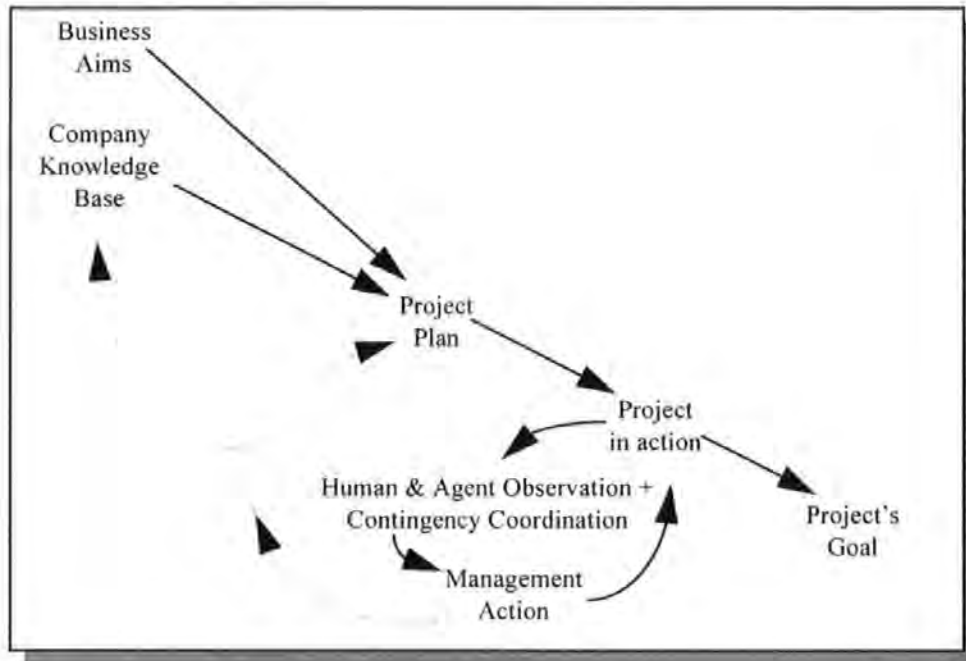 Business
Aims
Company
Knowledge
Base
Project
Plan
Project
in action
Human & Agent Observation +
Contingency Coordination
Project's
Goal
Management
Action